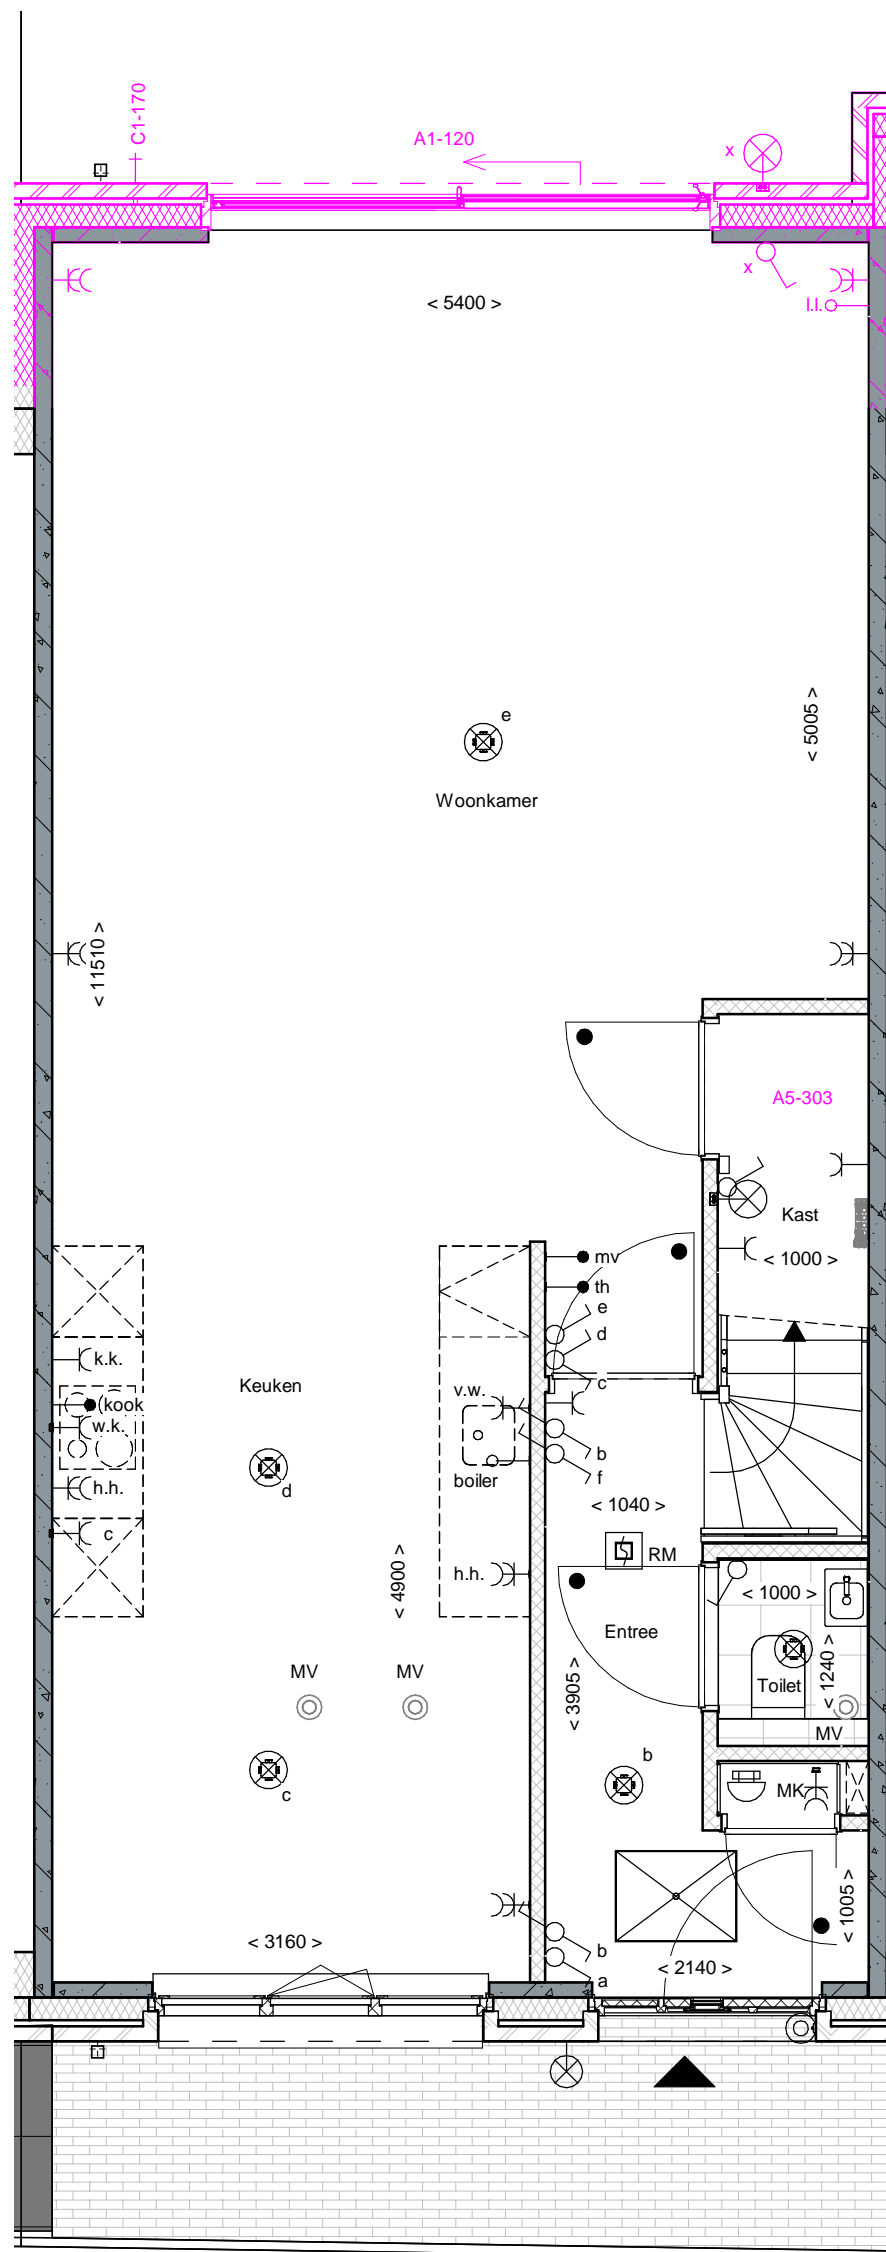 C1-170
A1-120
x
x
l.l.
< 5400 >
e
< 5005 >
Woonkamer
< 11510 >
A5-303
Kast
< 1000 >
mv
th
e
d
c
k.k.
kook
w.k.
h.h.
c
Keuken
d
v.w.
boiler
h.h.
b
f
< 1040 >
RM
< 4900 >
Entree
< 3905 >
< 1000 >
< 1240 >
Toilet
MV
MV
MV
b
c
MK
< 1005 >
< 3160 >
b
a
< 2140 >